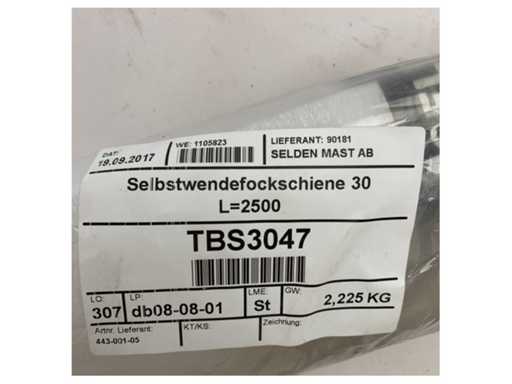 DAT:
19.09.2017
WE: 1105823
LIEFERANT: 90181
SELDEN MAST AB
Selbstwendefockschiene 30
L=2500
TBS3047
LO:
307
LP:
db08-08-01
LME:
St
GW:
2,225 KG
Artnr. Lieferant:
443-001-05
KT/KS:
Zeichnung: